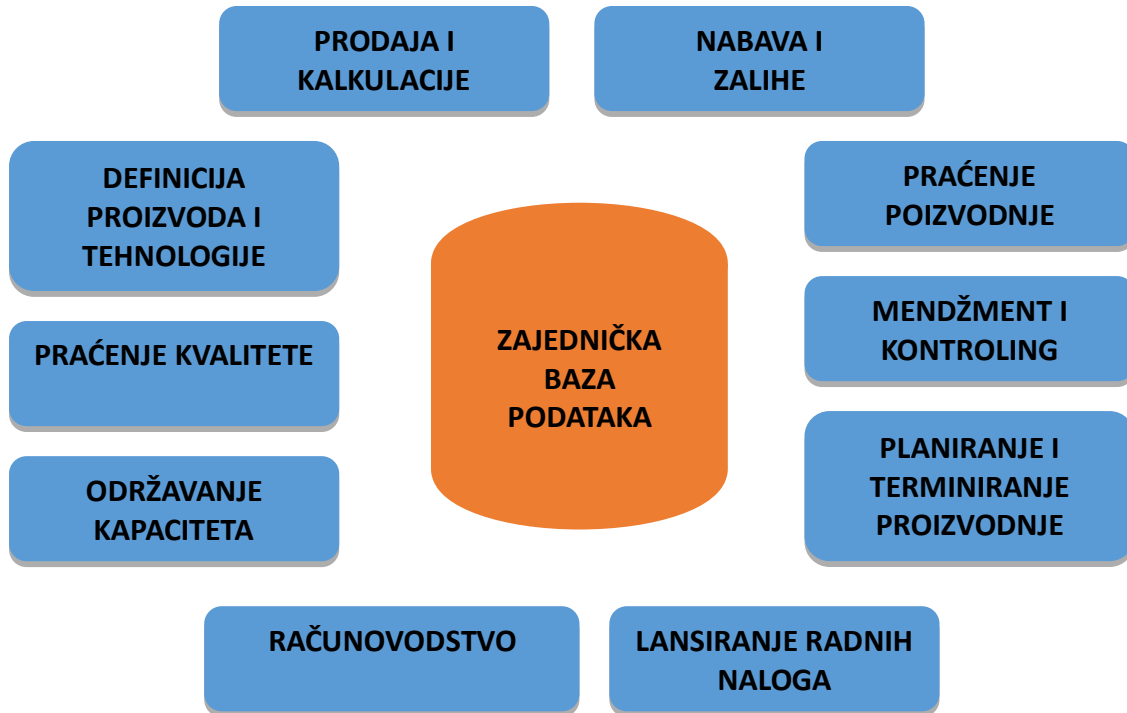 PRODAJA I
KALKULACIJE
NABAVA I
ZALIHE
DEFINICIJA
PROIZVODA I
TEHNOLOGIJE
PRAĆENJE
POIZVODNJE
PRAĆENJE KVALITETE
MENDŽMENT I
KONTROLING
ZAJEDNIČKA
BAZA
PODATAKA
ODRŽAVANJE
KAPACITETA
PLANIRANJE I
TERMINIRANJE
PROIZVODNJE
RAČUNOVODSTVO
LANSIRANJE RADNIH
NALOGA